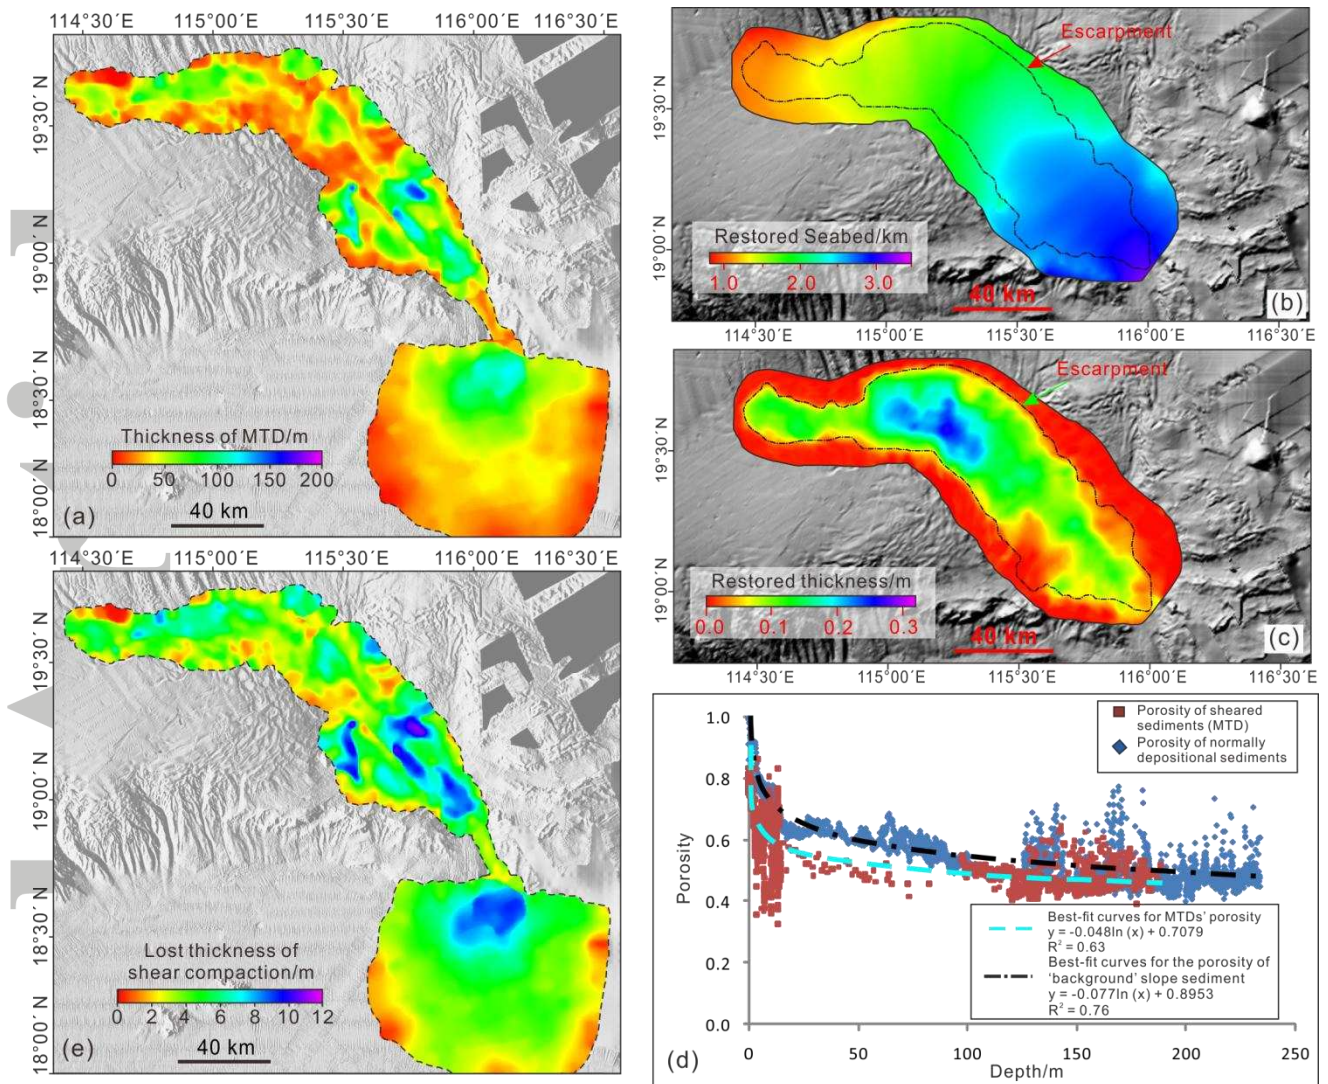 114°30´E
115°00´E
115°30´E
116°00´E
116°30´E
19°30´ N
19°00´ N
18°30´ N
18°00´ N
Thickness of MTD/m
0
50
100
150
200
40 km
(a)
Escarpment
19°30´ N
19°00´ N
Restored Seabed/km
1.0
2.0
3.0
40 km
(b)
114°30´E
115°00´E
115°30´E
116°00´E
116°30´E
Escarpment
19°30´ N
19°00´ N
Restored thickness/m
0.0
0.1
0.2
0.3
40 km
(c)
114°30´E
115°00´E
115°30´E
116°00´E
116°30´E
114°30´E
115°00´E
115°30´E
116°00´E
116°30´E
19°30´ N
19°00´ N
18°30´ N
18°00´ N
Lost thickness of
shear compaction/m
0
2
4
6
8
10
12
40 km
(e)
1.0
0.8
0.6
0.4
0.2
0.0
Porosity
Porosity of sheared
sediments (MTD)
Porosity of normally
depositional sediments
Best-fit curves for MTDs' porosity
y = -0.048ln (x) + 0.7079
R² = 0.63
Best-fit curves for the porosity of
'background' slope sediment
y = -0.077ln (x) + 0.8953
R² = 0.76
0
50
100
150
200
250
Depth/m
(d)